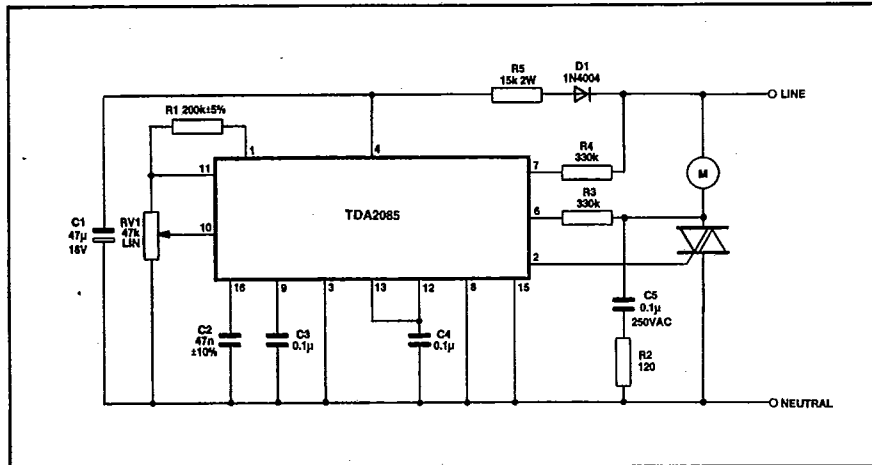 R5
15k 2W
D1
1N4004
LINE
R1 200k±5%
1
4
R4
330k
7
11
M
TDA2085
R3
330k
6
C1
47µ
16V
RV1
47k
LIN
10
2
16
9
3
13
12
8
15
C5
0.1µ
250VAC
C2
47n
±10%
C3
0.1µ
C4
0.1µ
R2
120
NEUTRAL